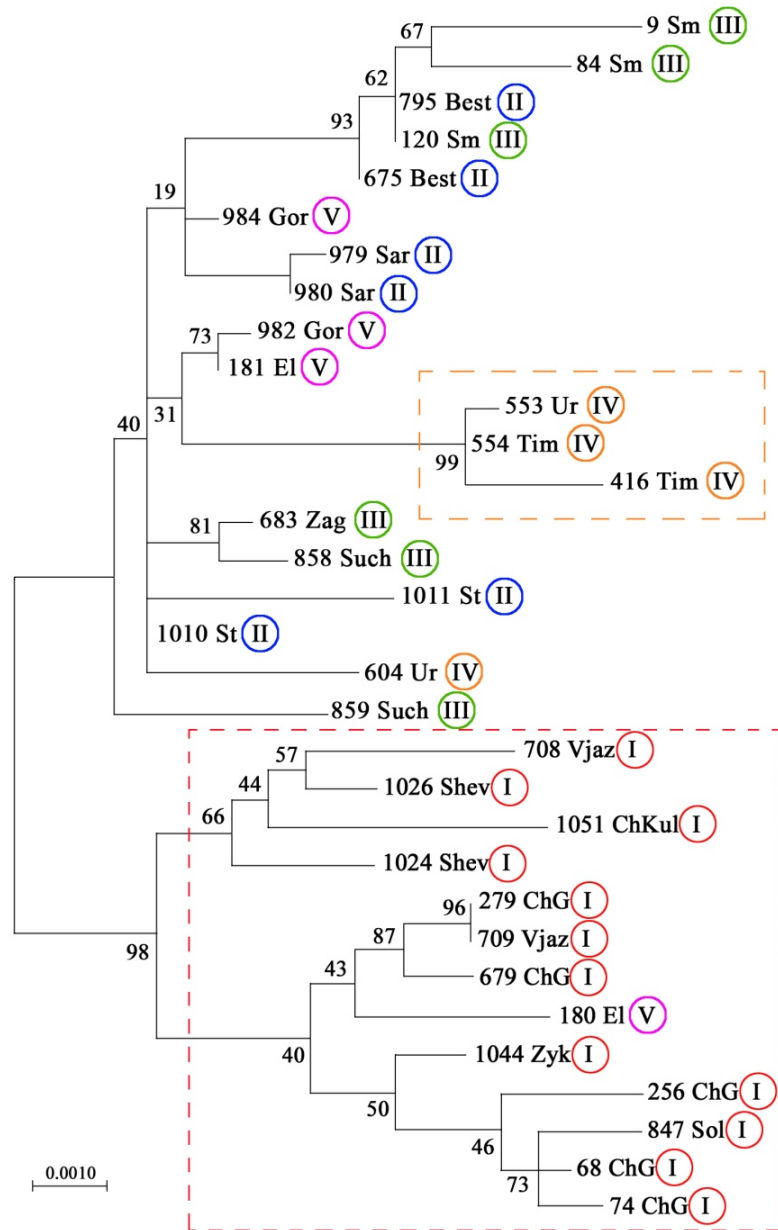 67
9 Sm III
84 Sm III
62
795 Best II
93
120 Sm III
675 Best II
19
984 Gor V
979 Sar II
980 Sar II
73
982 Gor V
181 El V
40
31
553 Ur IV
554 Tim IV
99
416 Tim IV
81
683 Zag III
858 Such III
1011 St II
1010 St II
604 Ur IV
859 Such III
57
708 Vjaz I
44
1026 Shev I
66
1051 ChKul I
1024 Shev I
98
96
279 ChG I
709 Vjaz I
87
679 ChG I
43
180 El V
40
1044 Zyk I
50
256 ChG I
46
847 Sol I
68 ChG I
73
74 ChG I
0.0010